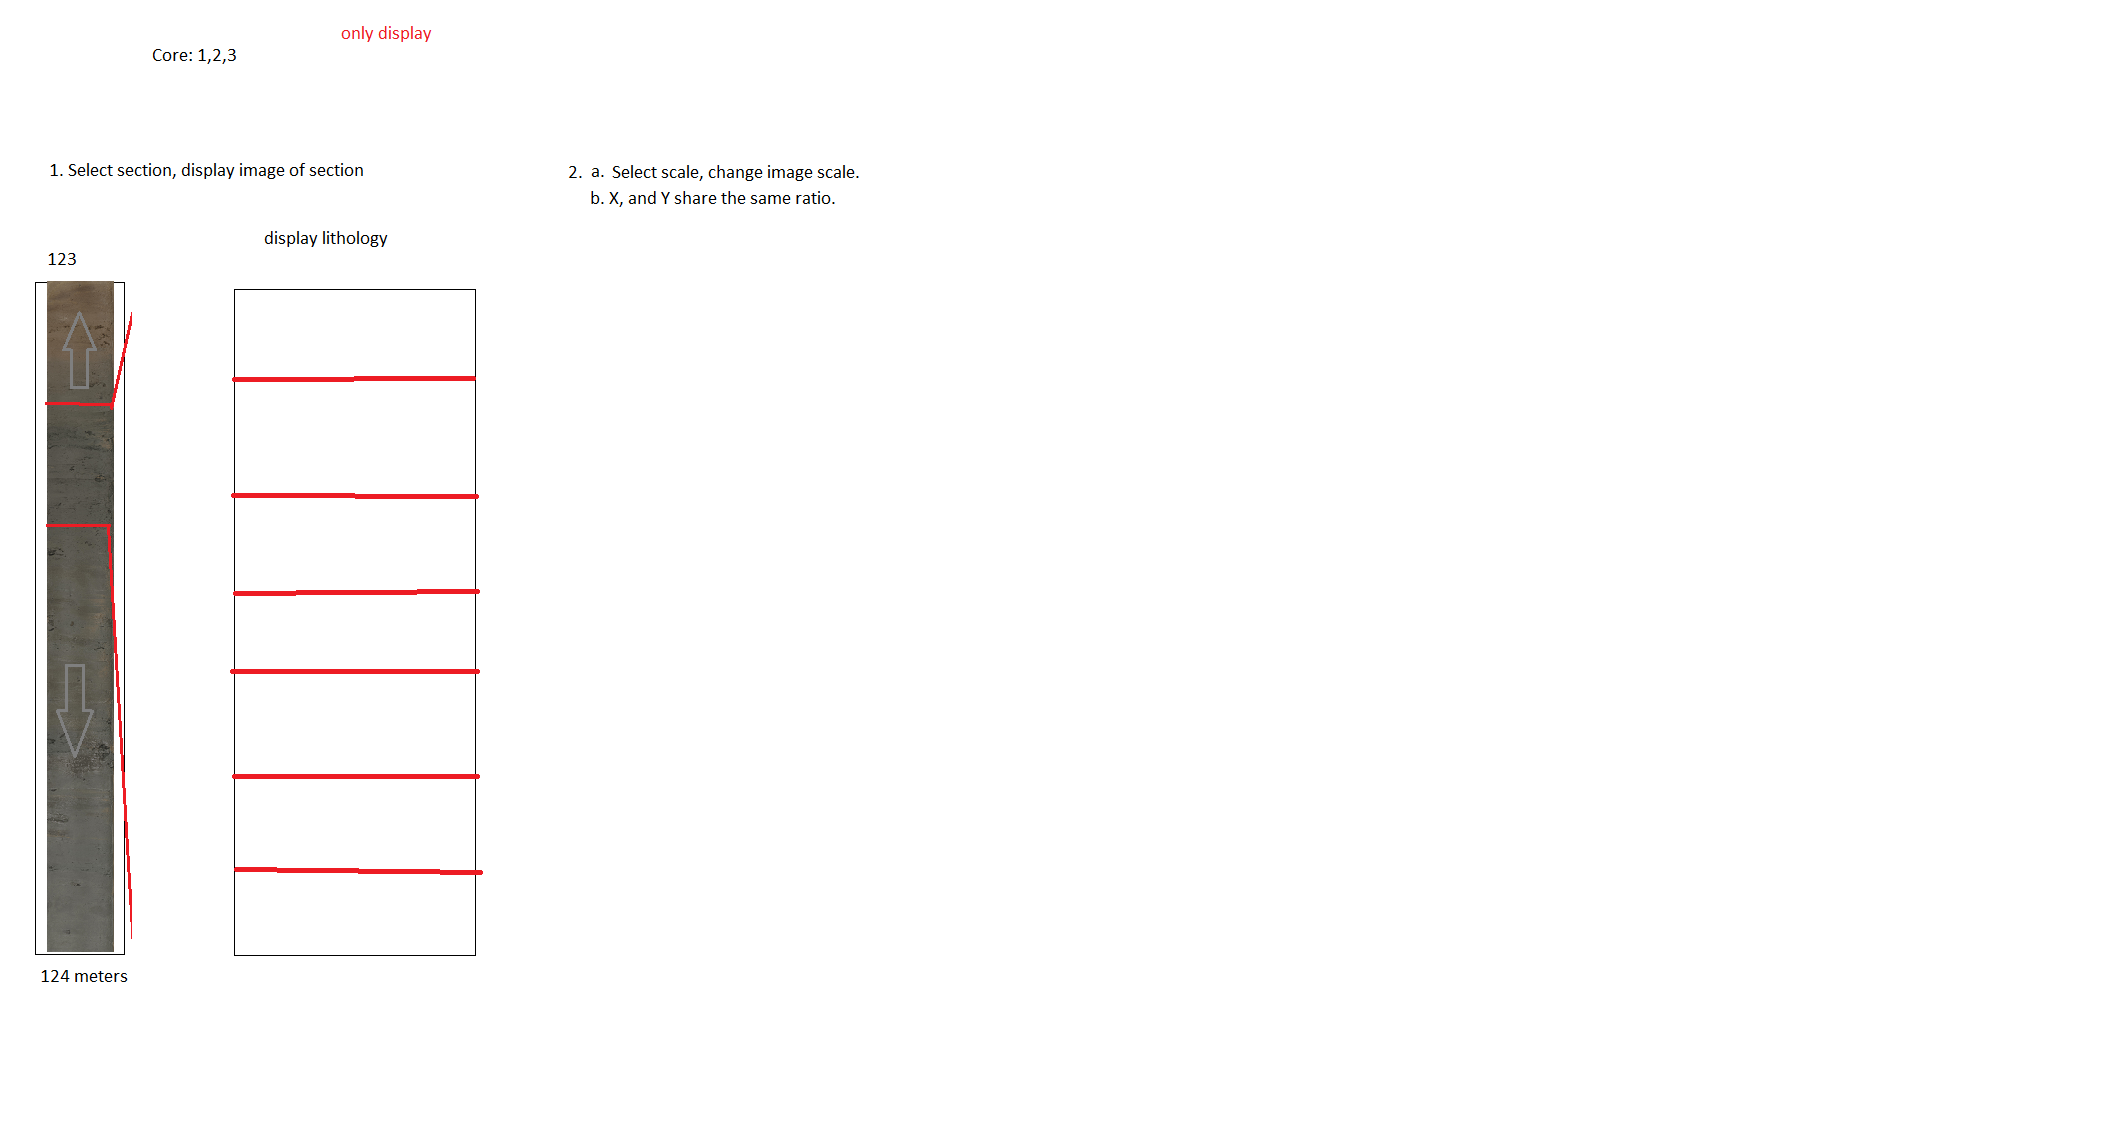 only display
Core: 1,2,3
1. Select section, display image of section
2. a. Select scale, change image scale.
b. X, and Y share the same ratio.
display lithology
123
124 meters